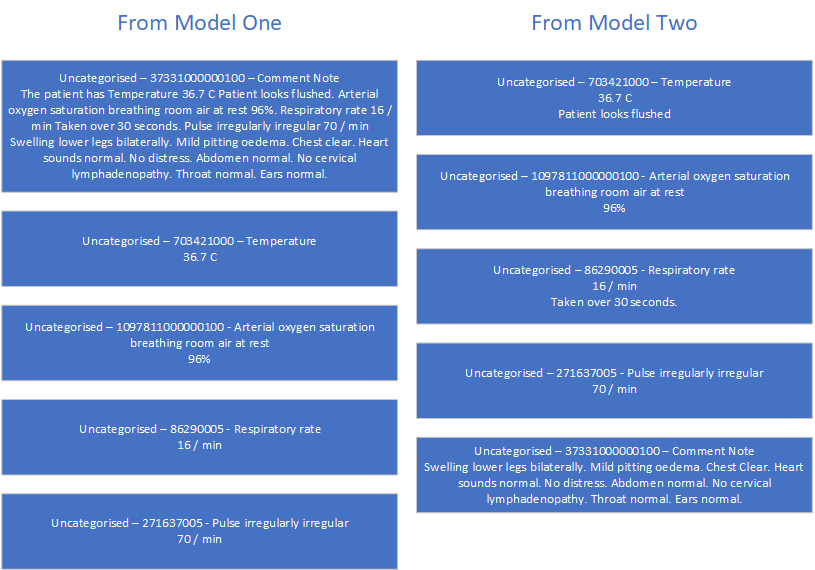 From Model One
Uncategorised – 37331000000100 – Comment Note
The patient has Temperature 36.7 C Patient looks flushed. Arterial
oxygen saturation breathing room air at rest 96%. Respiratory rate 16 /
min Taken over 30 seconds. Pulse irregularly irregular 70 / min
Swelling lower legs bilaterally. Mild pitting oedema. Chest clear. Heart
sounds normal. No distress. Abdomen normal. No cervical
lymphadenopathy. Throat normal. Ears normal.
Uncategorised – 703421000 – Temperature
36.7 C
Uncategorised – 1097811000000100 - Arterial oxygen saturation
breathing room air at rest
96%
Uncategorised – 86290005 - Respiratory rate
16 / min
Uncategorised – 271637005 - Pulse irregularly irregular
70 / min
From Model Two
Uncategorised – 703421000 – Temperature
36.7 C
Patient looks flushed
Uncategorised – 1097811000000100 - Arterial oxygen saturation
breathing room air at rest
96%
Uncategorised – 86290005 - Respiratory rate
16 / min
Taken over 30 seconds.
Uncategorised – 271637005 - Pulse irregularly irregular
70 / min
Uncategorised – 37331000000100 – Comment Note
Swelling lower legs bilaterally. Mild pitting oedema. Chest Clear. Heart
sounds normal. No distress. Abdomen normal. No cervical
lymphadenopathy. Throat normal. Ears normal.